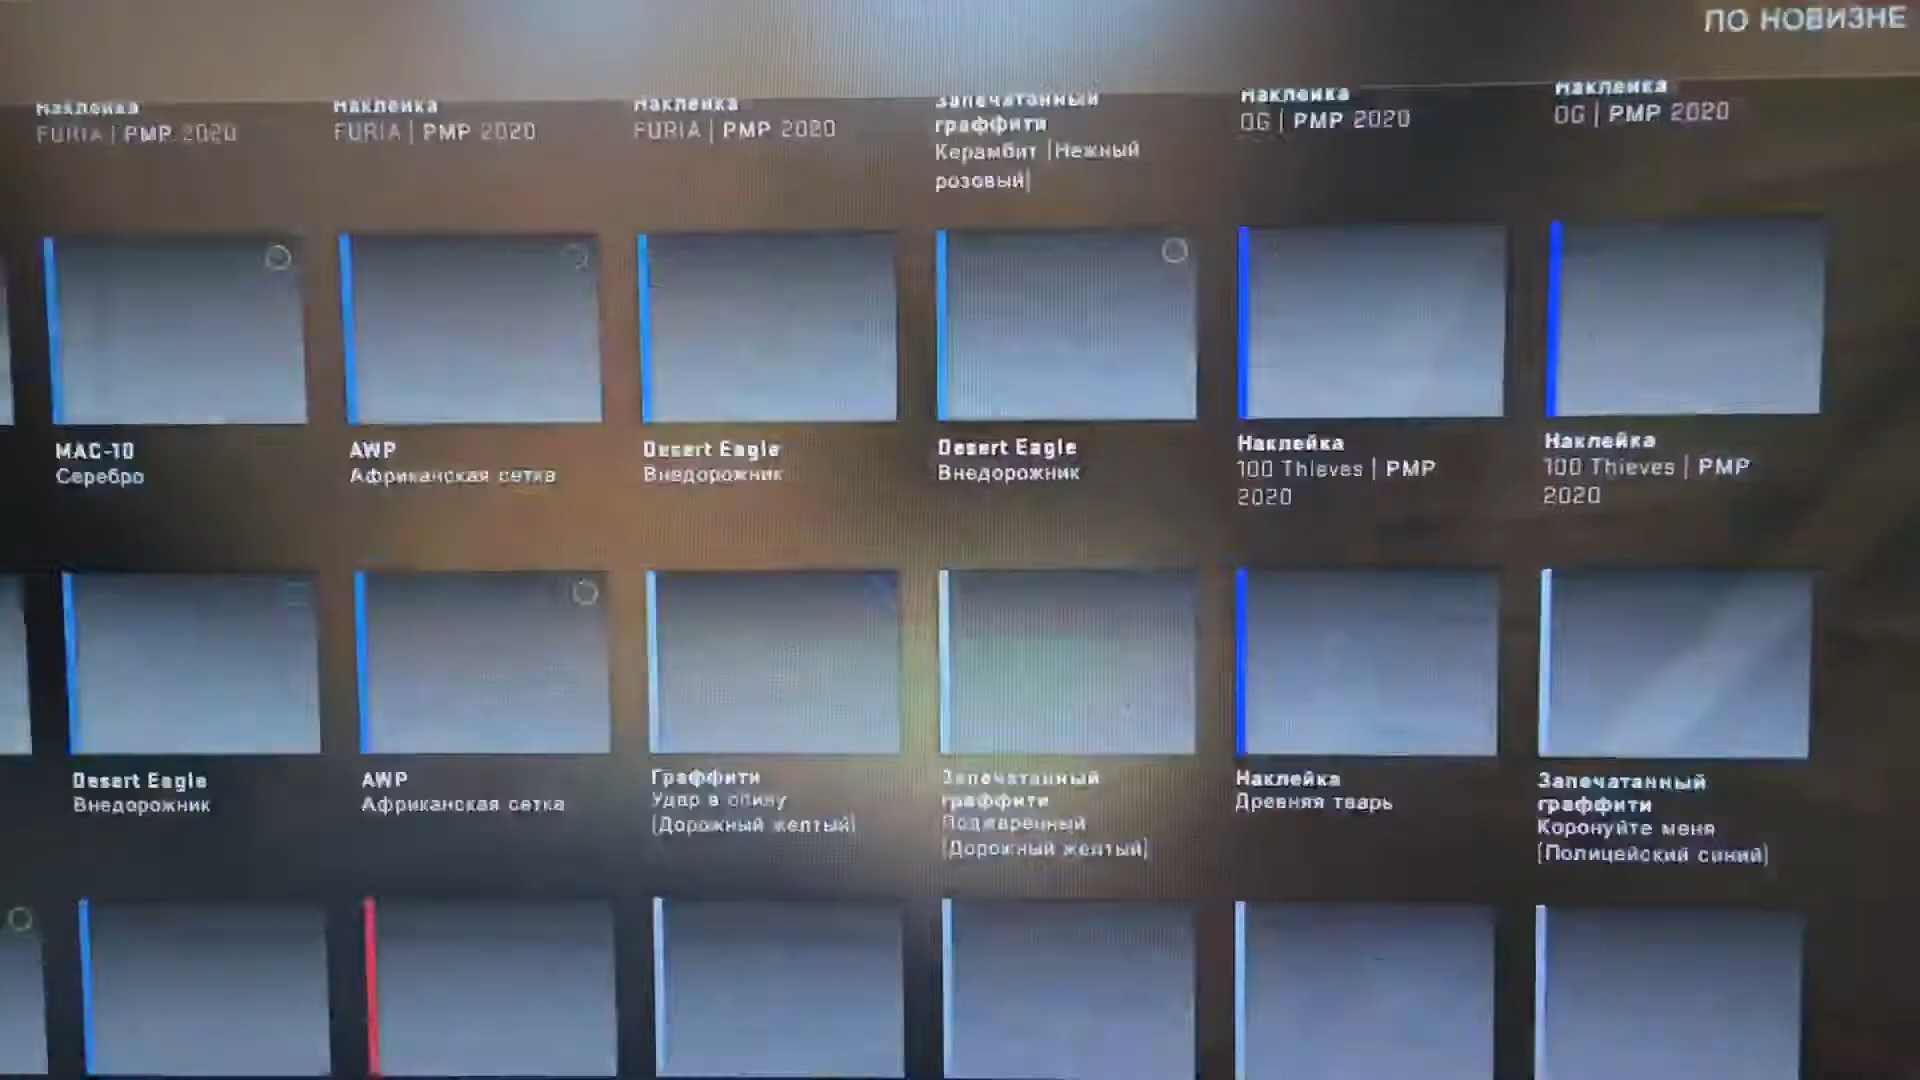 ПО НОВИЗНЕ
Наклейка
FURIA | PMP 2020
Наклейка
FURIA | PMP 2020
Наклейка
FURIA | PMP 2020
Запечатанный
граффити
Керамбит (Нежный
розовый)
Наклейка
OG | PMP 2020
Наклейка
OG | PMP 2020
MAC-10
Серебро
AWP
Африканская сетка
Desert Eagle
Внедорожник
Desert Eagle
Внедорожник
Наклейка
100 Thieves | PMP
2020
Наклейка
100 Thieves | PMP
2020
Desert Eagle
Внедорожник
AWP
Африканская сетка
Граффити
Удар в спину
(Дорожный желтый)
Запечатанный
граффити
Поджаренный
(Дорожный желтый)
Наклейка
Древняя тварь
Запечатанный
граффити
Коронуйте меня
(Полицейский синий)